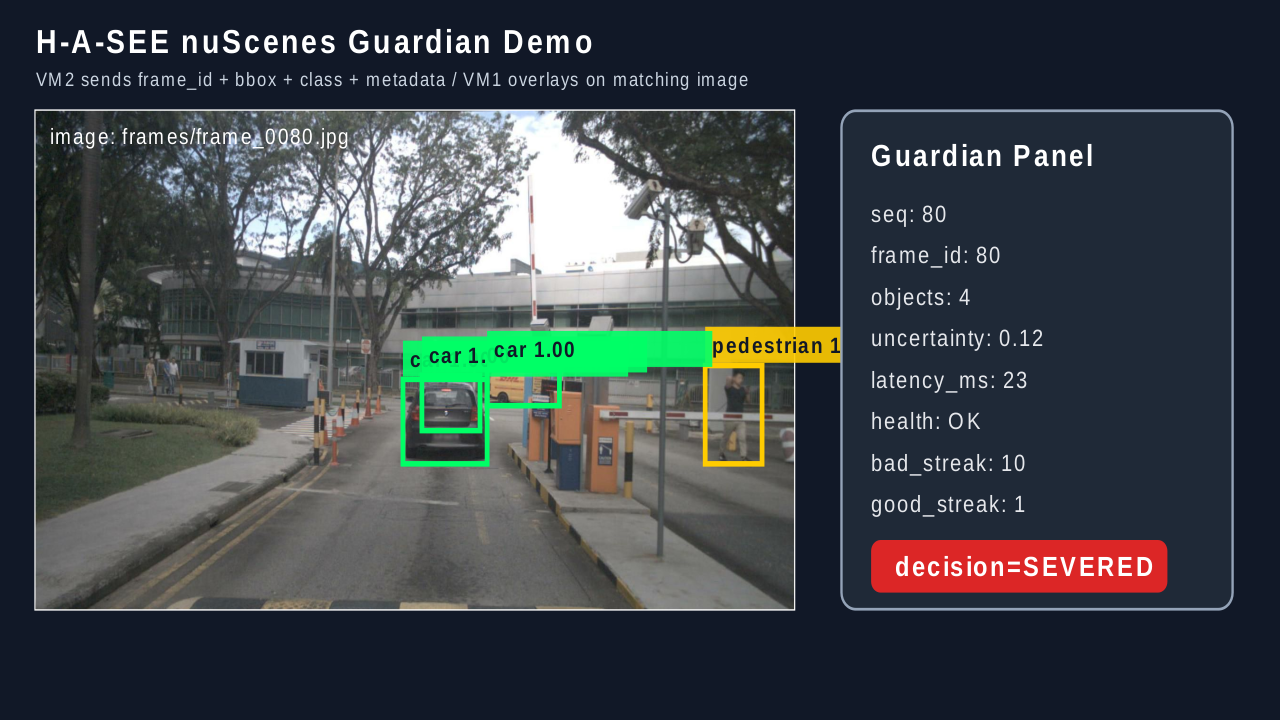 H-A-SEE nuScenes Guardian Demo
VM2 sends frame_id + bbox + class + metadata / VM1 overlays on matching image
image: frames/frame_0080.jpg
car 1.00
pedestrian 1
Guardian Panel
seq: 80
frame_id: 80
objects: 4
uncertainty: 0.12
latency_ms: 23
health: OK
bad_streak: 10
good_streak: 1
decision=SEVERED